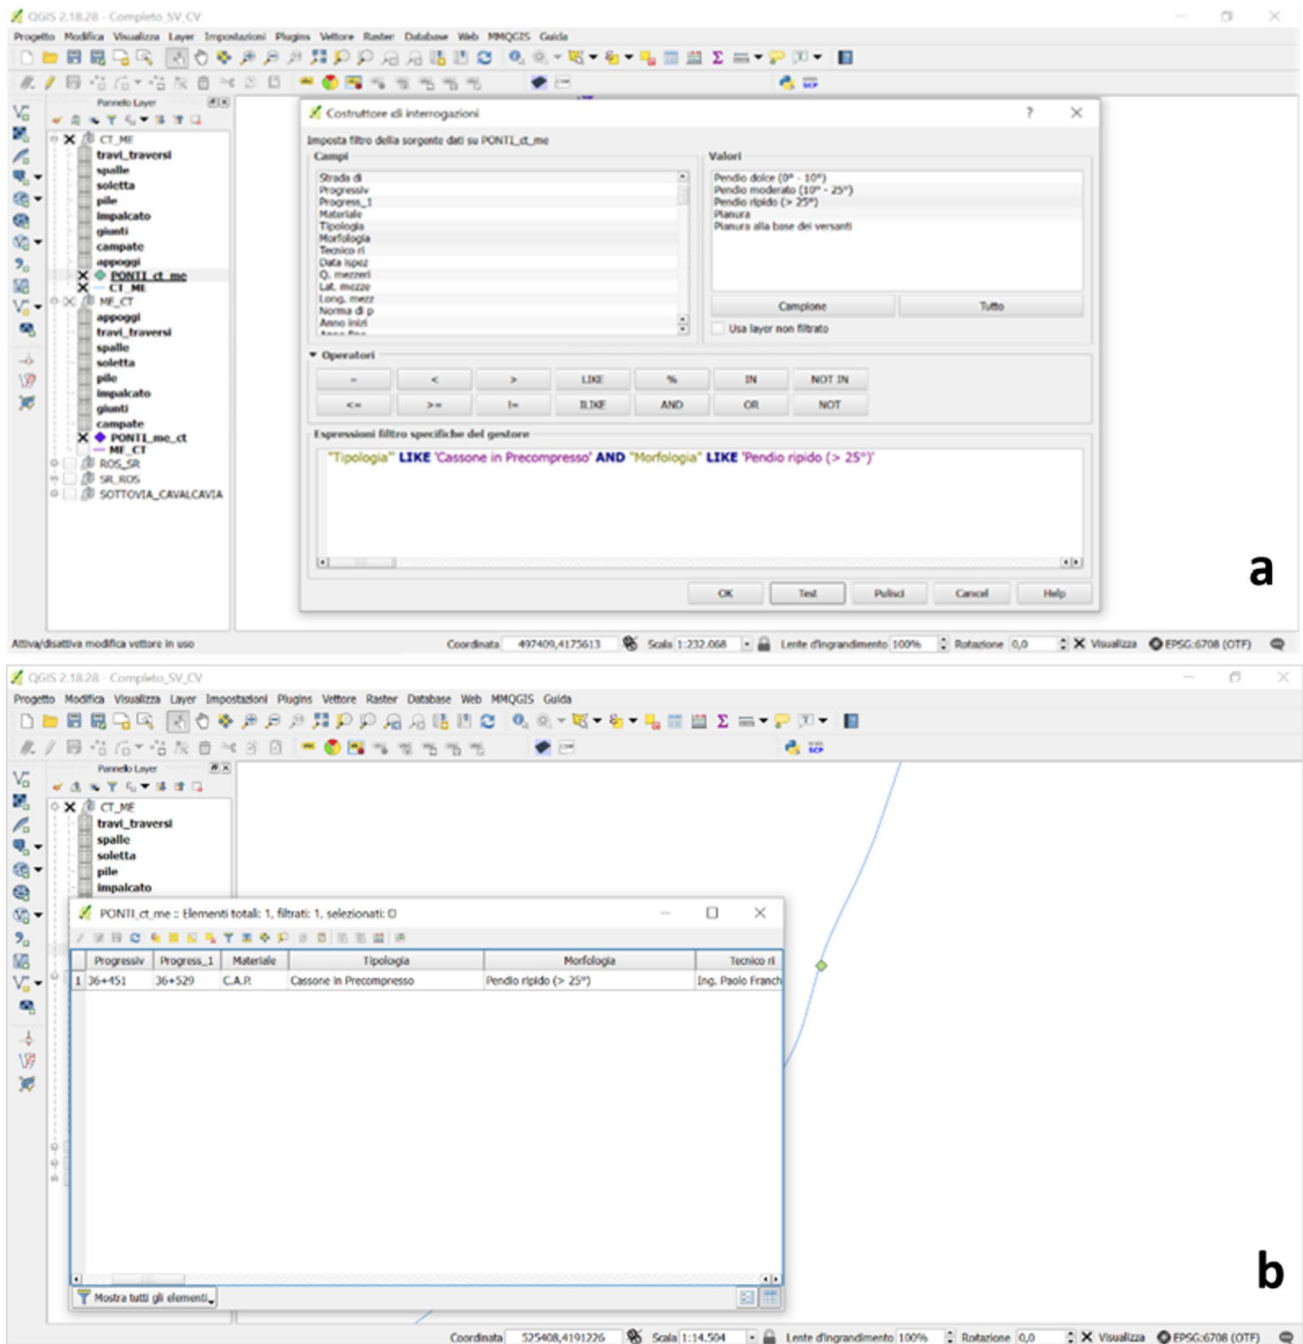 QGIS 2.18.28 - Completo_SV_CV
Progetto Modifica Visualizza Layer Impostazioni Plugins Vettore Raster Database Web MMQGIS Guida
Pannelo Layer
CT_ME
travi_traversi
spalle
soletta
pile
impalcato
giunti
campate
appoggi
PONTI_ct_me
CT_ME
ME_CT
appoggi
travi_traversi
spalle
soletta
pile
impalcato
giunti
campate
PONTI_me_ct
ME_CT
ROS_SR
SR_ROS
SOTTOVIA_CAVALCAVIA
Costruttore di interrogazioni
? 
Imposta filtro della sorgente dati su PONTI_ct_me
Campi
Strada di
Progressiv
Progress_1
Materiale
Tipologia
Morfologia
Tecnico ri
Data ispez
Q. mezzeri
Lat. mezze
Long. mezz
Norma di p
Anno inizi
Valori
Pendio dolce (0° - 10°)
Pendio moderato (10° - 25°)
Pendio ripido (> 25°)
Pianura
Pianura alla base dei versanti
Campione Tutto
Usa layer non filtrato
Operatori
= < > LIKE % IN NOT IN
<= >= != ILIKE AND OR NOT
Espressioni filtro specifiche del gestore
"Tipologia" LIKE 'Cassone in Precompresso' AND "Morfologia" LIKE 'Pendio ripido (> 25°)'
OK Test Pulisci Cancel Help
a
Attiva/disattiva modifica vettore in uso Coordinata 497409,4175613 Scala 1:232.068 Lente d'ingrandimento 100% Rotazione 0,0 Visualizza EPSG:6708 (OTF)
QGIS 2.18.28 - Completo_SV_CV
Progetto Modifica Visualizza Layer Impostazioni Plugins Vettore Raster Database Web MMQGIS Guida
Pannelo Layer
CT_ME
travi_traversi
spalle
soletta
pile
impalcato
PONTI_ct_me :: Elementi totali: 1, filtrati: 1, selezionati: 0
Progressiv Progress_1 Materiale Tipologia Morfologia Tecnico ri
1 36+451 36+529 C.A.P. Cassone in Precompresso Pendio ripido (> 25°) Ing. Paolo Franch
Mostra tutti gli elementi
b
Coordinata 525408,4191226 Scala 1:14.504 Lente d'ingrandimento 100% Rotazione 0,0 Visualizza EPSG:6708 (OTF)